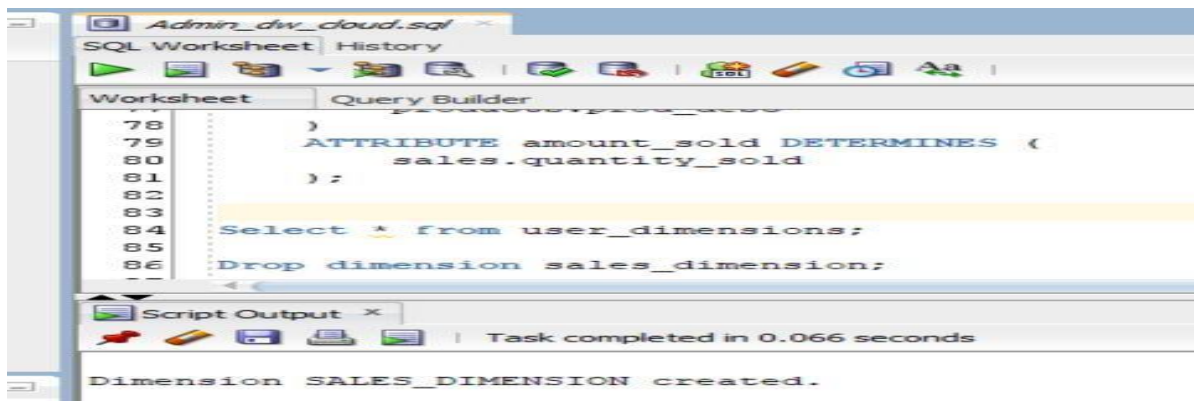 Admin_dw_cloud.sql
SQL Worksheet History
Worksheet Query Builder
78 )
79 ATTRIBUTE amount_sold DETERMINES (
80 sales.quantity_sold
81 );
82
83
84 Select * from user_dimensions;
85
86 Drop dimension sales_dimension;
Script Output
Task completed in 0.066 seconds
Dimension SALES_DIMENSION created.